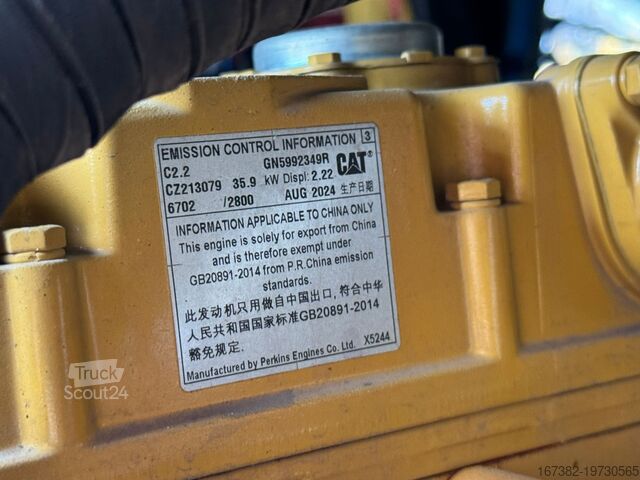 EMISSION CONTROL INFORMATION 3
C2.2 GN5992349R
CZ213079 35.9 kW Displ: 2.22 CAT
6702 /2800 AUG 2024 生产日期
INFORMATION APPLICABLE TO CHINA ONLY
This engine is solely for export from China
and is therefore exempt under
GB20891-2014 from P.R.China emission
standards.
此发动机只用做自中国出口, 符合中华
人民共和国国家标准GB20891-2014
豁免规定.
Manufactured by Perkins Engines Co. Ltd. X5244
Truck
Scout24
167382-19730565